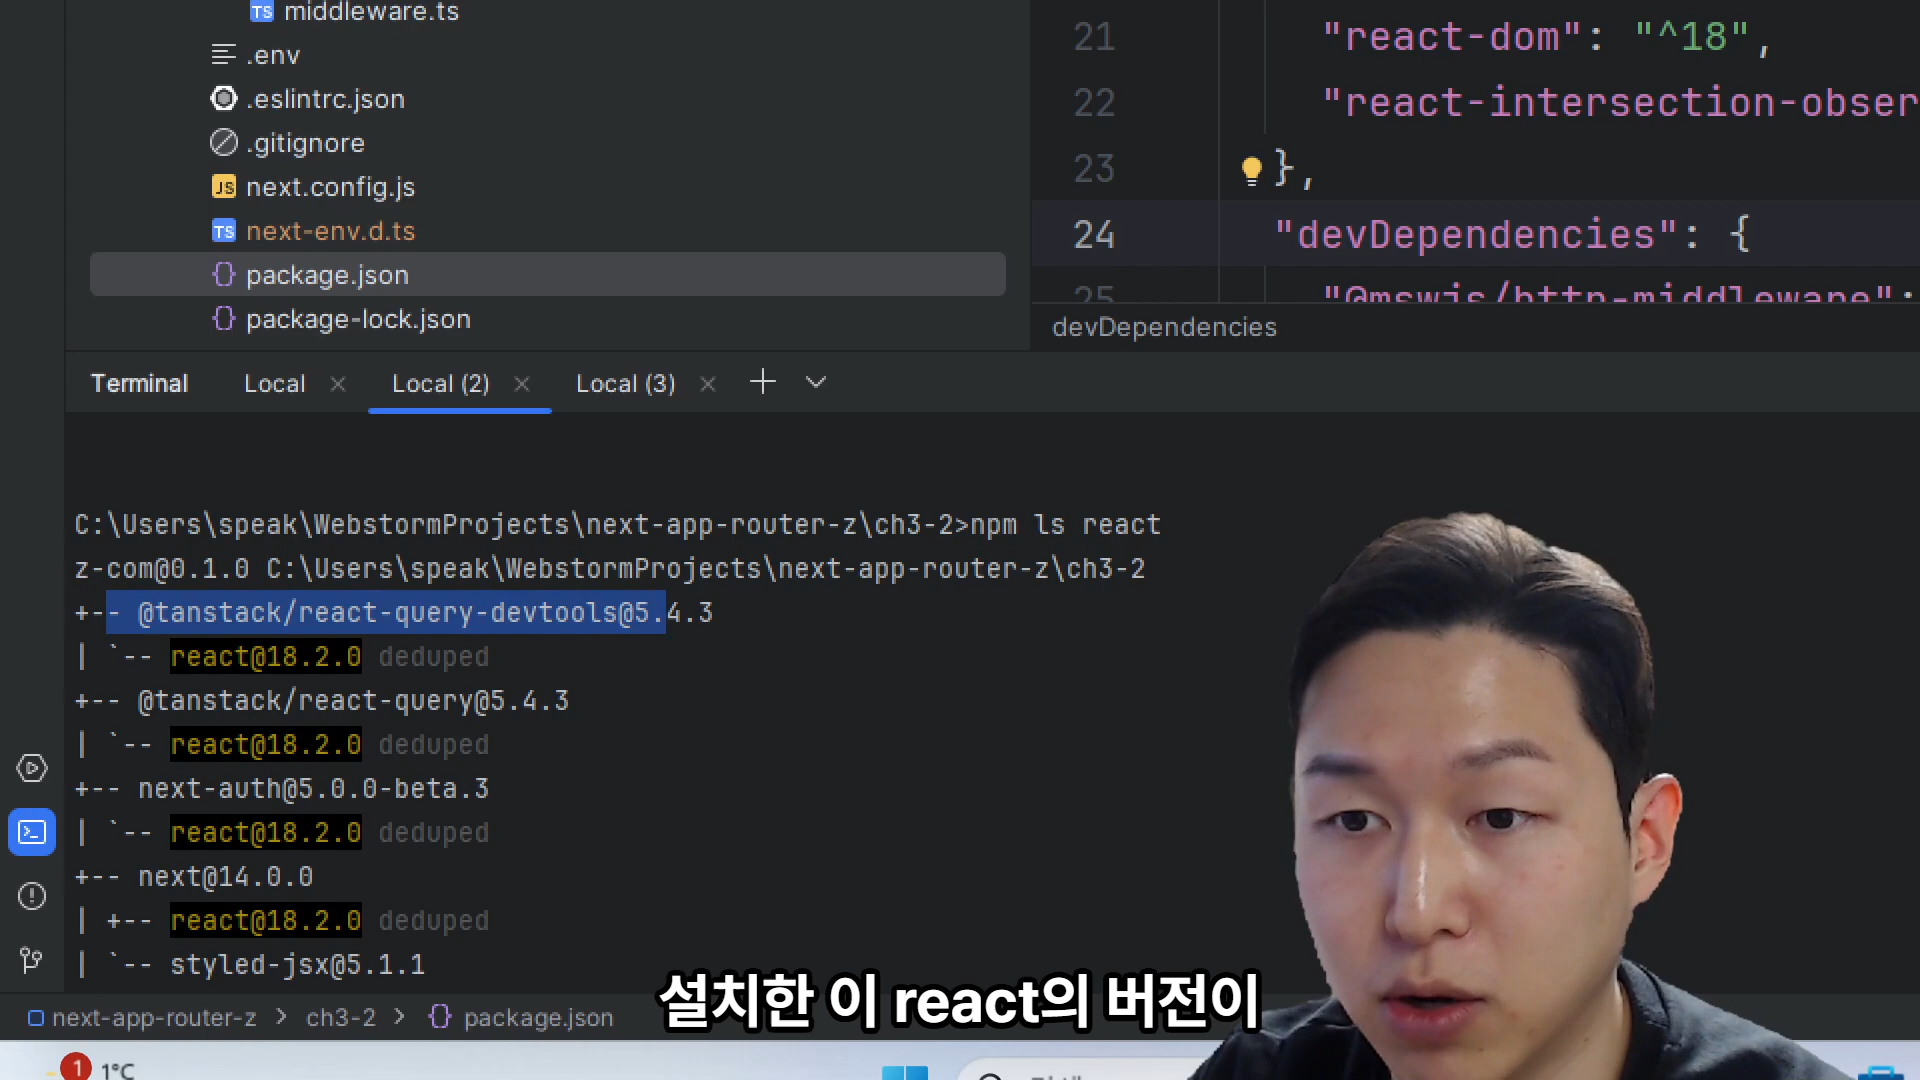 middleware.ts
.env
.eslintrc.json
.gitignore
next.config.js
next-env.d.ts
package.json
package-lock.json
21 "react-dom": "^18",
22 "react-intersection-obser
23 },
24 "devDependencies": {
25 "@mswjs/http-middleware":
devDependencies
Terminal Local Local (2) Local (3)
C:\Users\speak\WebstormProjects\next-app-router-z\ch3-2>npm ls react
z-com@0.1.0 C:\Users\speak\WebstormProjects\next-app-router-z\ch3-2
+-- @tanstack/react-query-devtools@5.4.3
| `-- react@18.2.0 deduped
+-- @tanstack/react-query@5.4.3
| `-- react@18.2.0 deduped
+-- next-auth@5.0.0-beta.3
| `-- react@18.2.0 deduped
+-- next@14.0.0
| +-- react@18.2.0 deduped
| `-- styled-jsx@5.1.1
설치한 이 react의 버전이
next-app-router-z > ch3-2 > package.json
1 1°C